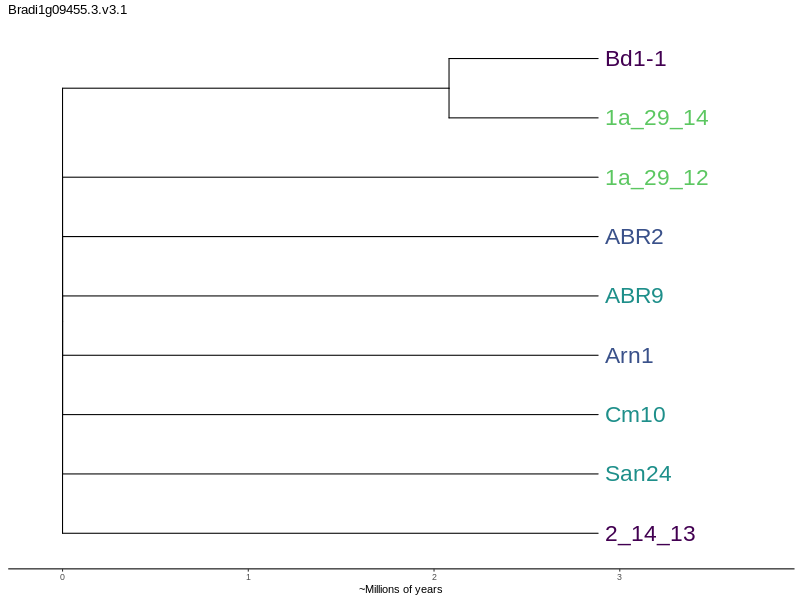 Bradi1g09455.3.v3.1
Bd1-1
1a_29_14
1a_29_12
ABR2
ABR9
Arn1
Cm10
San24
2_14_13
0 1 2 3
~Millions of years